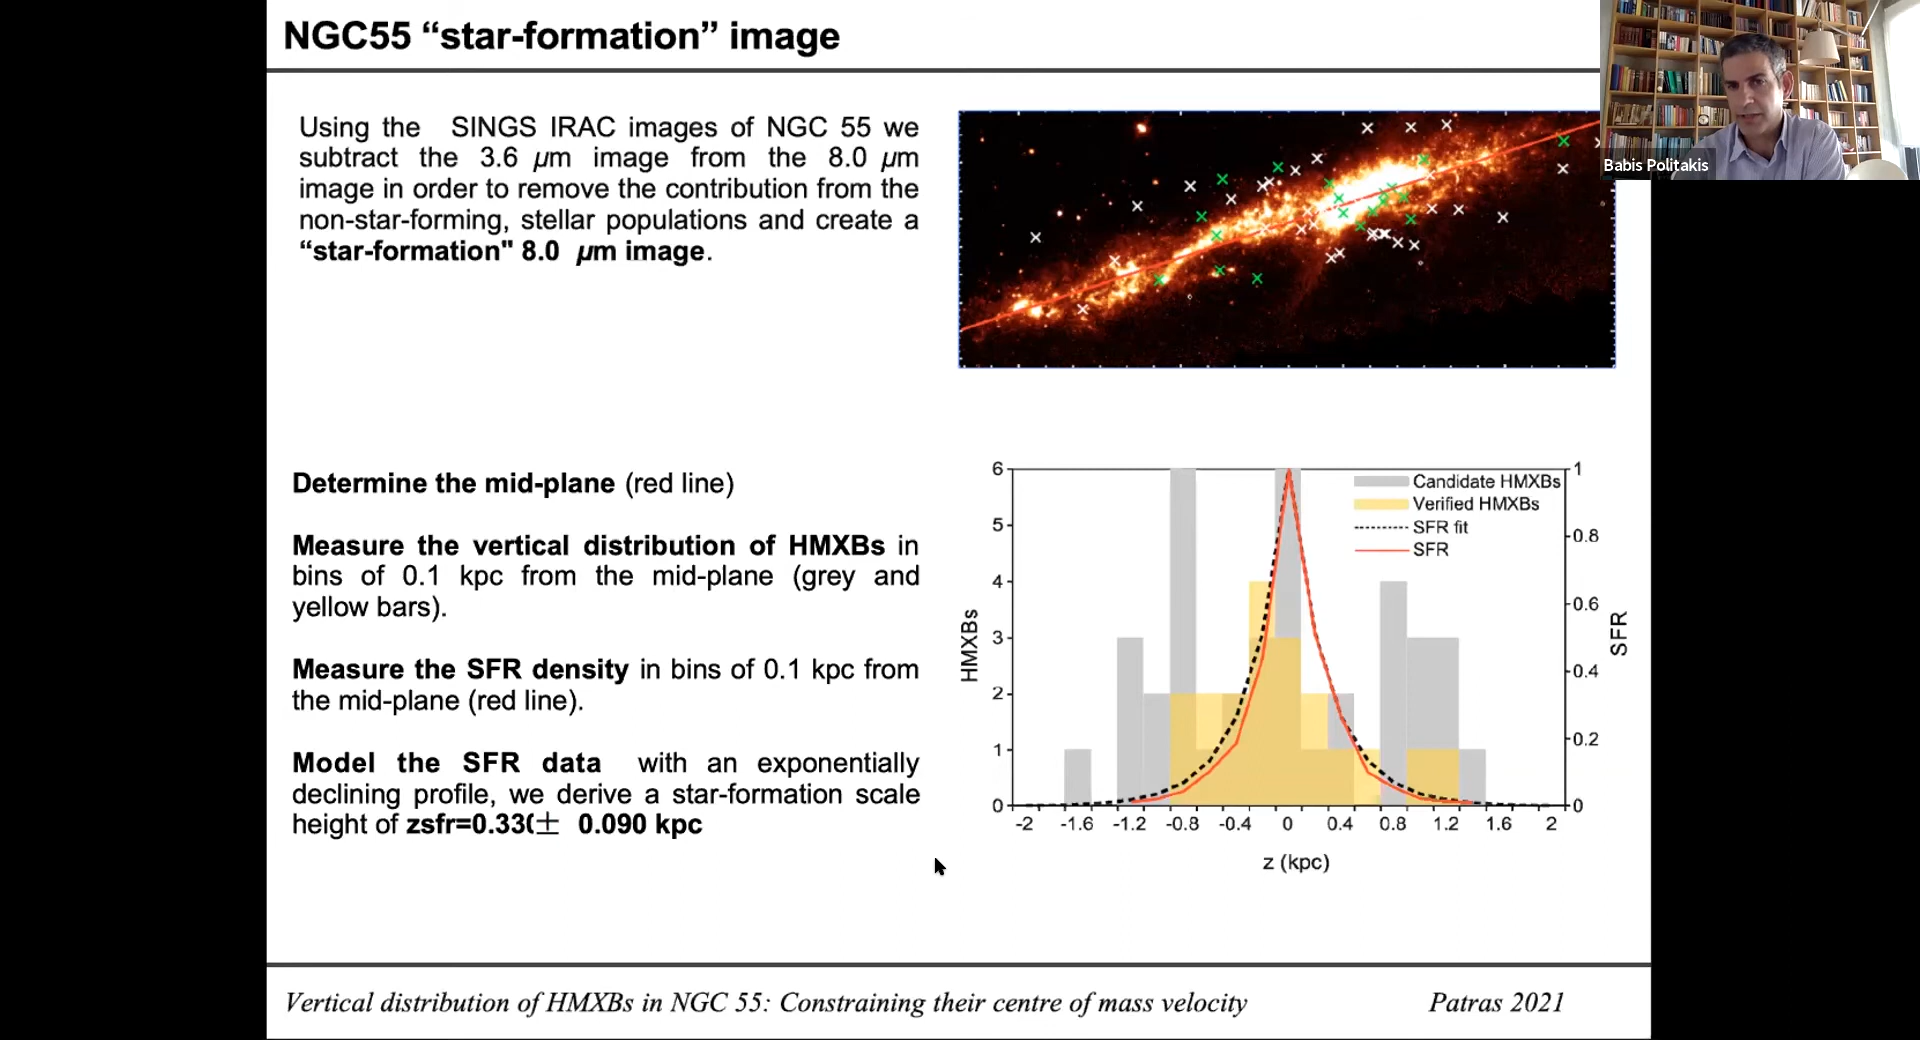 NGC55 “star-formation” image
Using the SINGS IRAC images of NGC 55 we
subtract the 3.6 µm image from the 8.0 µm
image in order to remove the contribution from the
non-star-forming, stellar populations and create a
“star-formation" 8.0 µm image.
Babis Politakis
Determine the mid-plane (red line)
Measure the vertical distribution of HMXBs in
bins of 0.1 kpc from the mid-plane (grey and
yellow bars).
Measure the SFR density in bins of 0.1 kpc from
the mid-plane (red line).
Model the SFR data with an exponentially
declining profile, we derive a star-formation scale
height of zsfr=0.33(± 0.090 kpc
6
5
4
3
2
1
0
HMXBs
Candidate HMXBs
Verified HMXBs
SFR fit
SFR
1
0.8
0.6
0.4
0.2
0
SFR
-2 -1.6 -1.2 -0.8 -0.4 0 0.4 0.8 1.2 1.6 2
z (kpc)
Vertical distribution of HMXBs in NGC 55: Constraining their centre of mass velocity
Patras 2021